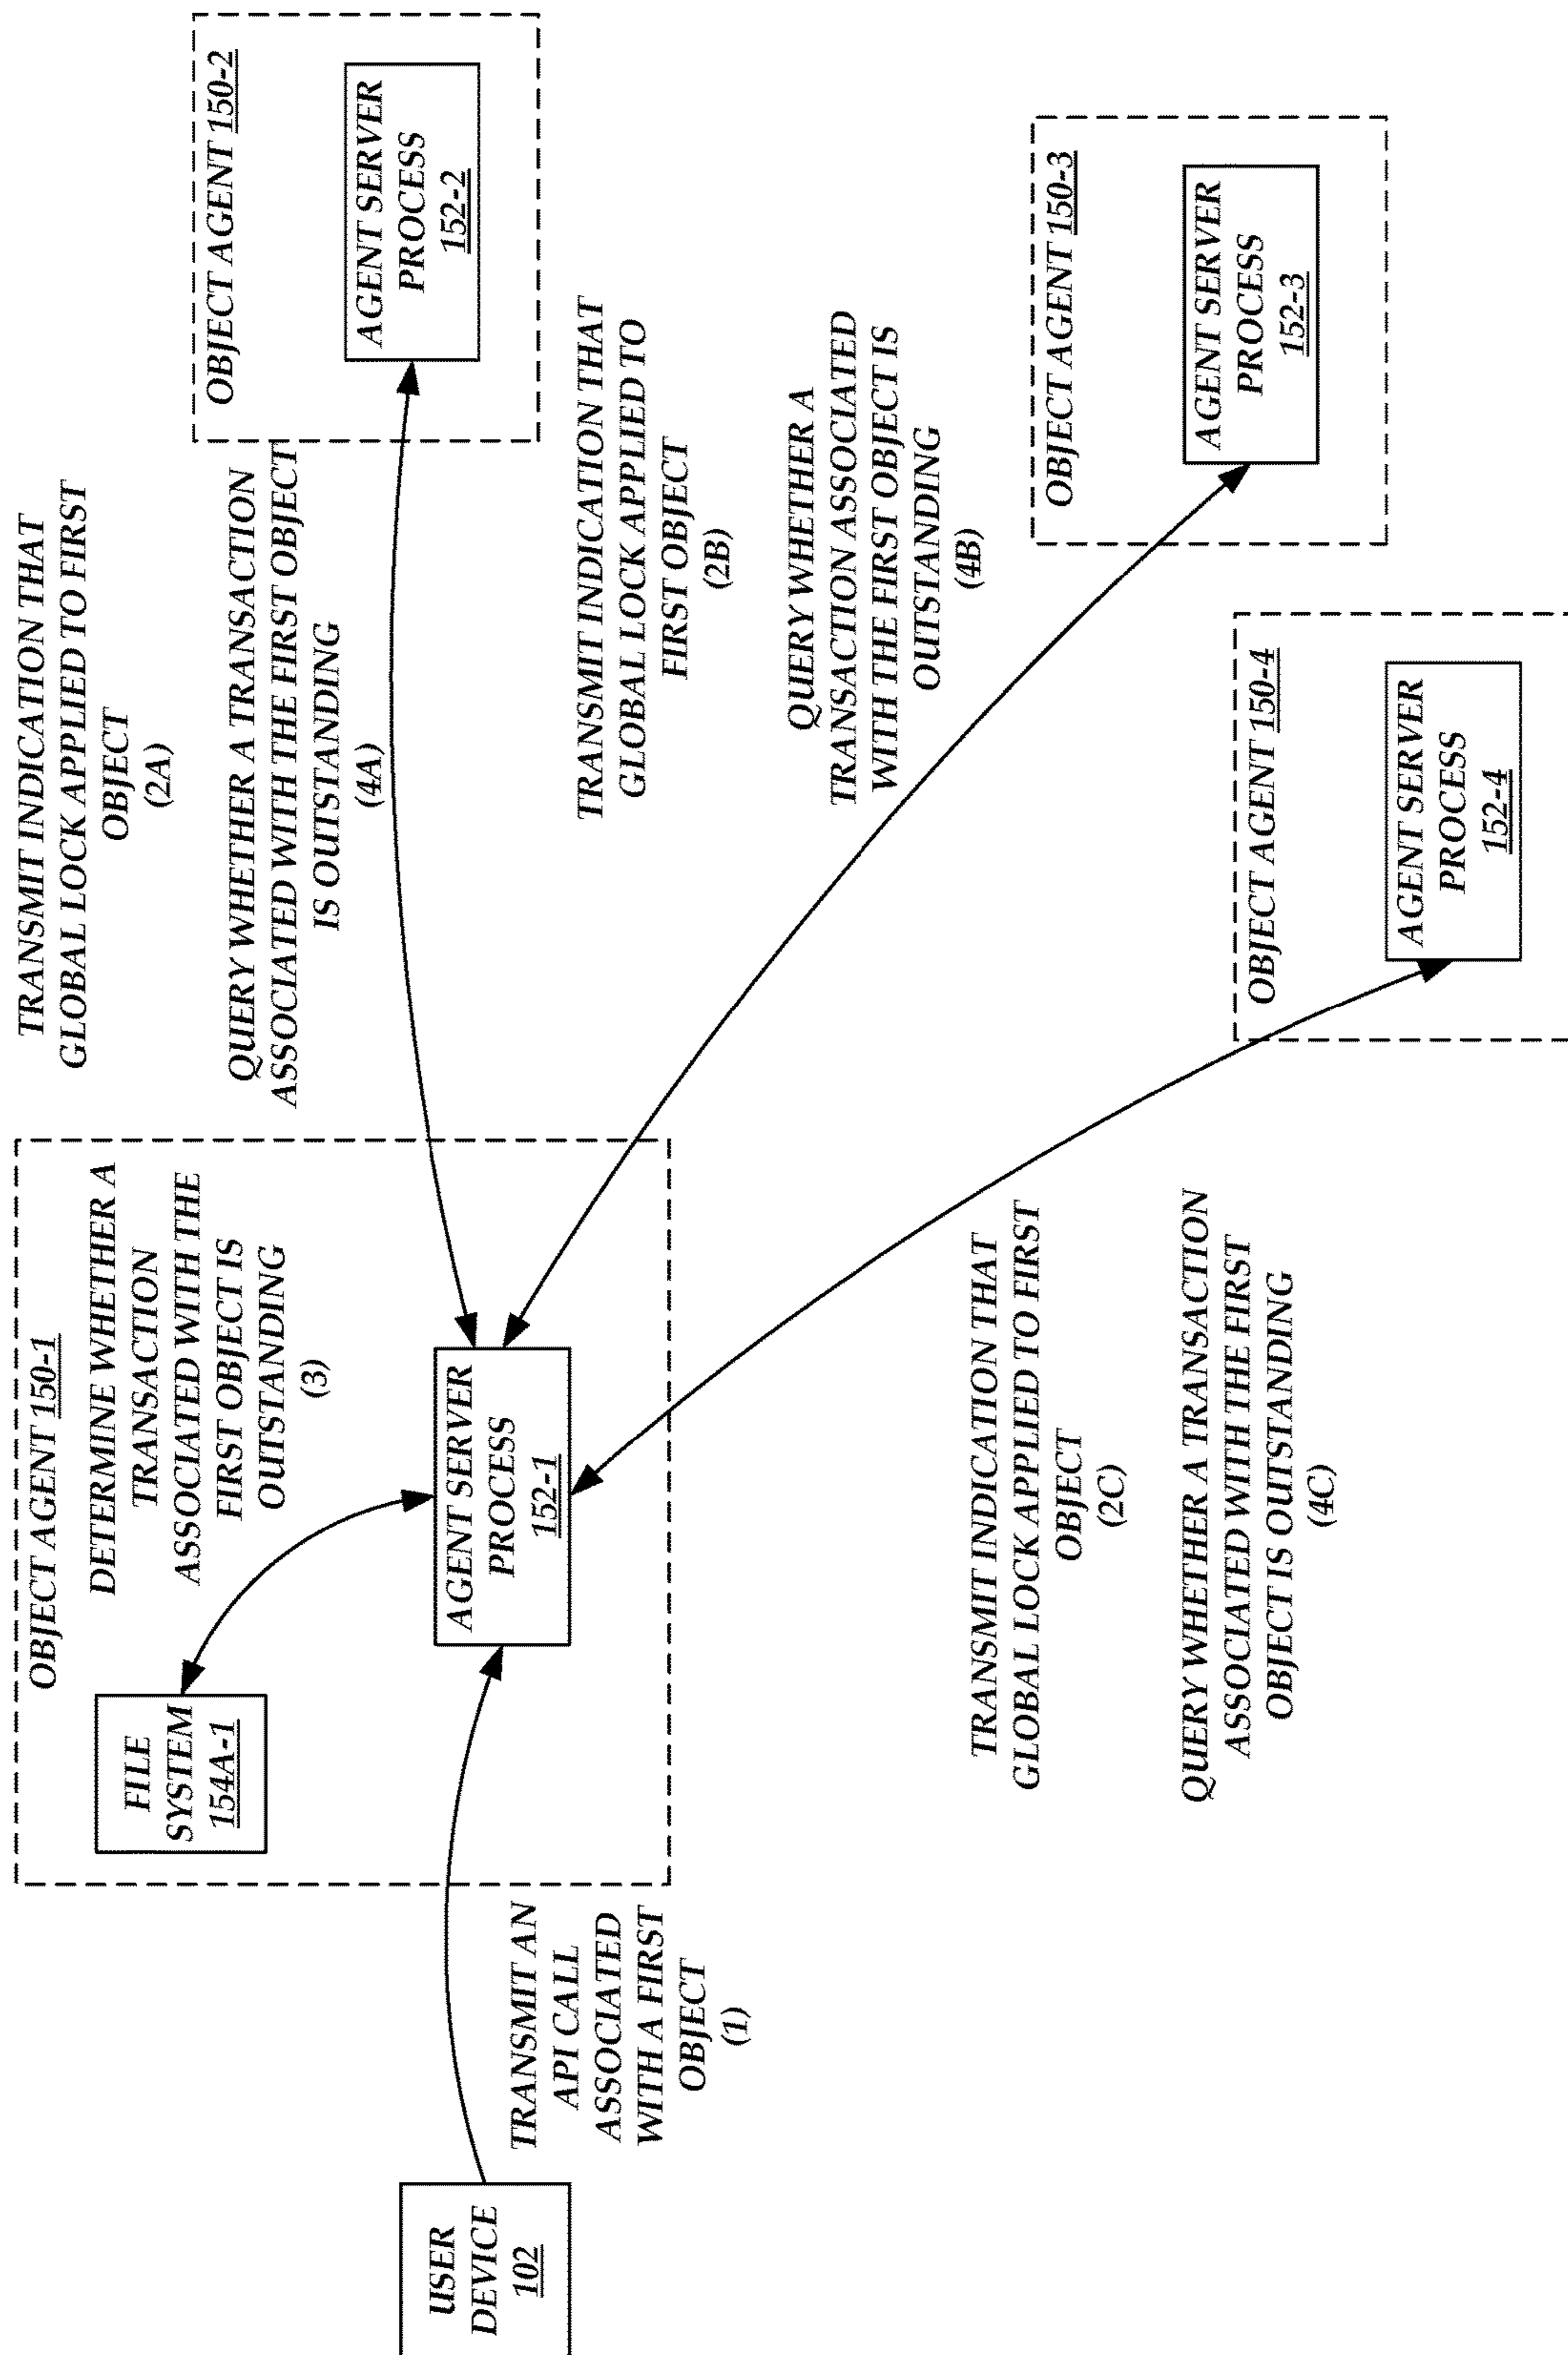 USER
DEVICE
102
TRANSMIT AN
API CALL
ASSOCIATED
WITH A FIRST
OBJECT
(1)
OBJECT AGENT 150-1
FILE
SYSTEM
154A-1
DETERMINE WHETHER A
TRANSACTION
ASSOCIATED WITH THE
FIRST OBJECT IS
OUTSTANDING
(3)
AGENT SERVER
PROCESS
152-1
TRANSMIT INDICATION THAT
GLOBAL LOCK APPLIED TO FIRST
OBJECT
(2A)
QUERY WHETHER A TRANSACTION
ASSOCIATED WITH THE FIRST OBJECT
IS OUTSTANDING
(4A)
OBJECT AGENT 150-2
AGENT SERVER
PROCESS
152-2
TRANSMIT INDICATION THAT
GLOBAL LOCK APPLIED TO
FIRST OBJECT
(2B)
QUERY WHETHER A
TRANSACTION ASSOCIATED
WITH THE FIRST OBJECT IS
OUTSTANDING
(4B)
OBJECT AGENT 150-3
AGENT SERVER
PROCESS
152-3
TRANSMIT INDICATION THAT
GLOBAL LOCK APPLIED TO FIRST
OBJECT
(2C)
QUERY WHETHER A TRANSACTION
ASSOCIATED WITH THE FIRST
OBJECT IS OUTSTANDING
(4C)
OBJECT AGENT 150-4
AGENT SERVER
PROCESS
152-4